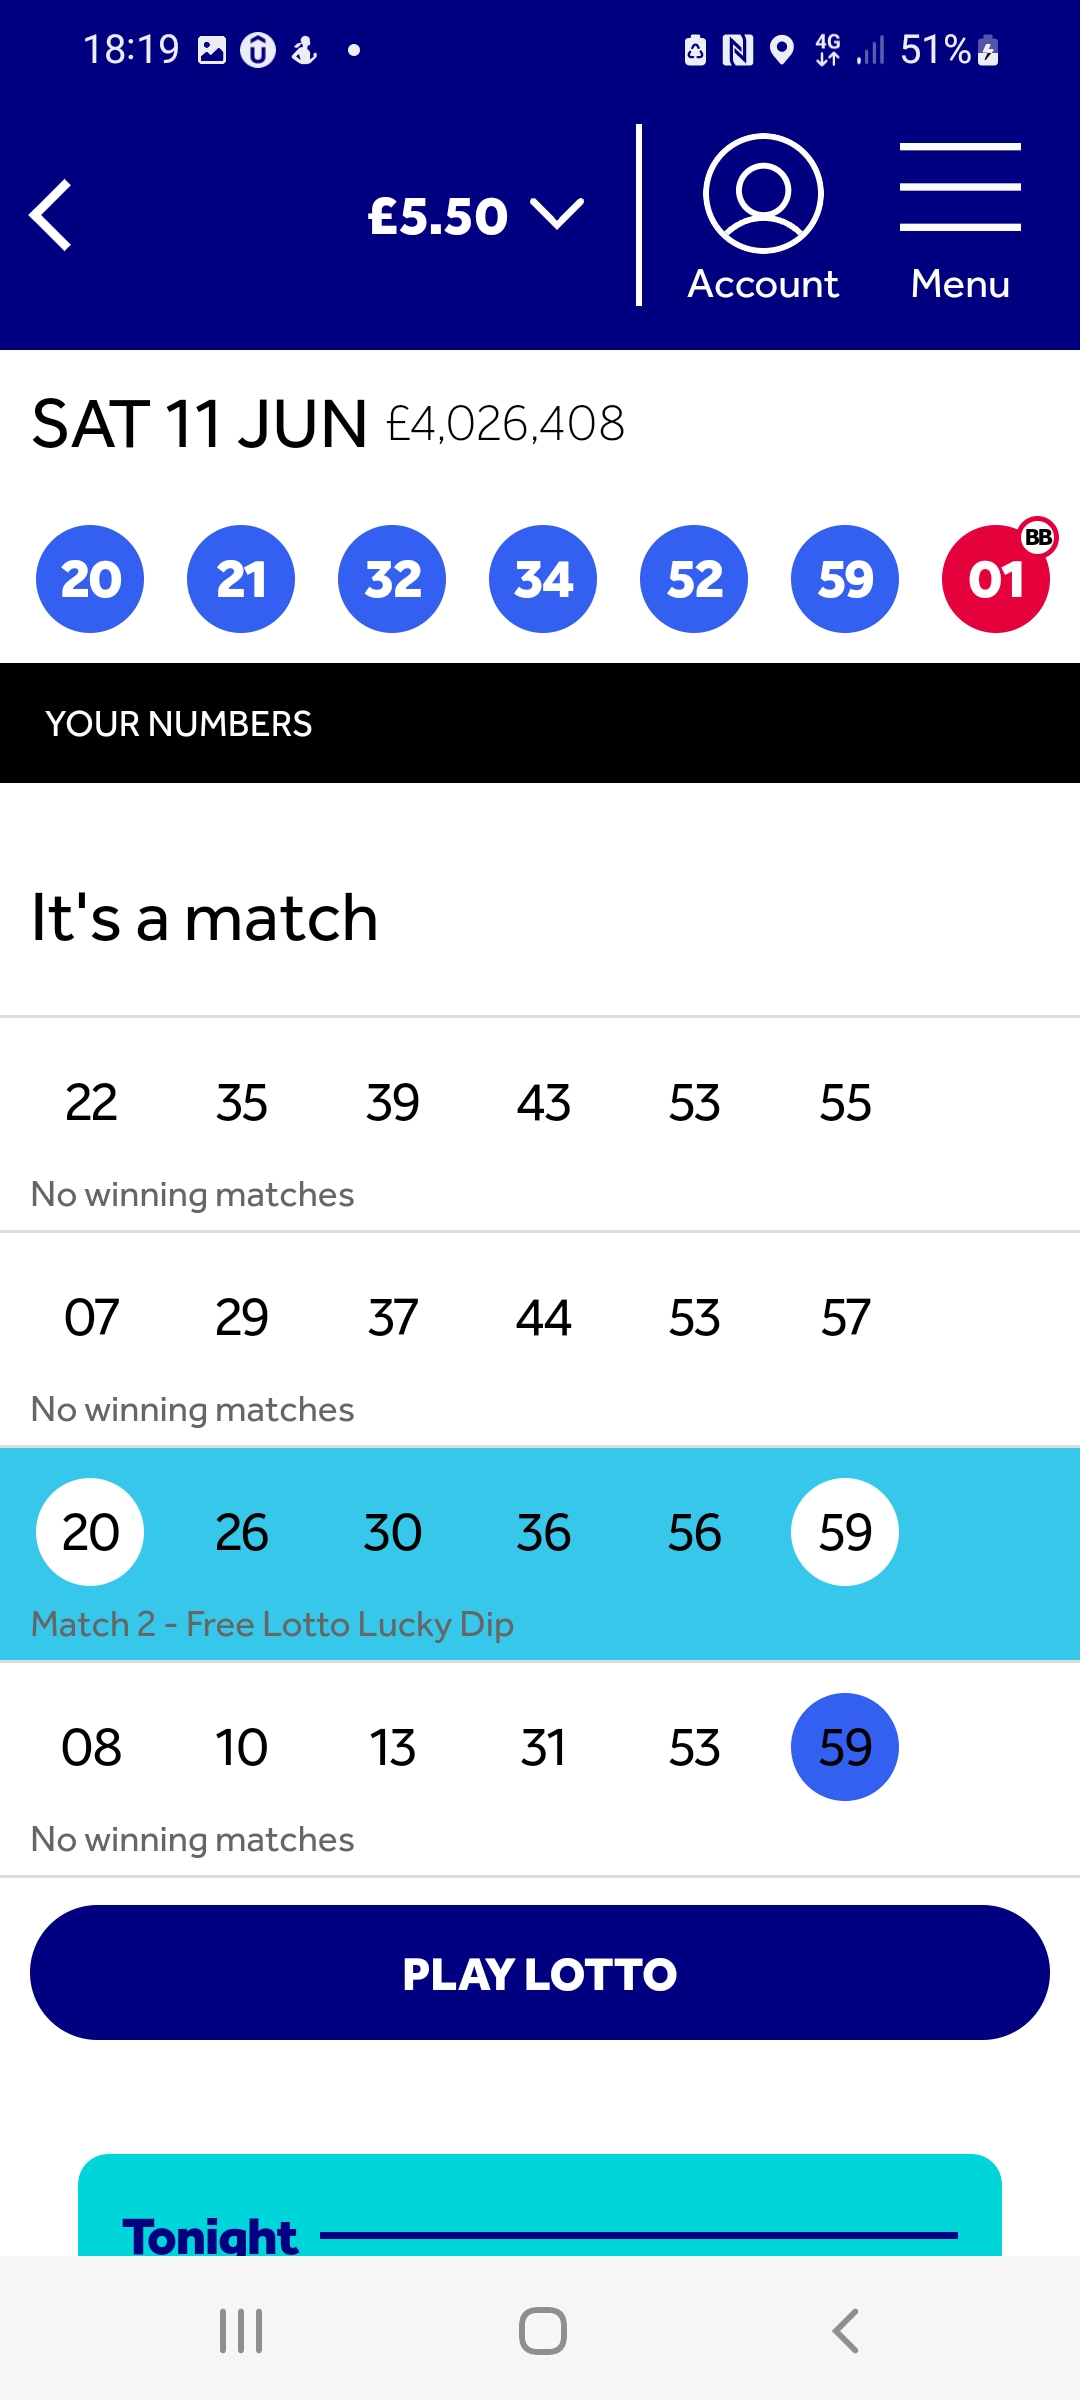 18:19 4G 51%
£5.50
Account Menu
SAT 11 JUN £4,026,408
BB
20 21 32 34 52 59 01
YOUR NUMBERS
It's a match
22 35 39 43 53 55
No winning matches
07 29 37 44 53 57
No winning matches
20 26 30 36 56 59
Match 2 - Free Lotto Lucky Dip
08 10 13 31 53 59
No winning matches
PLAY LOTTO
Tonight